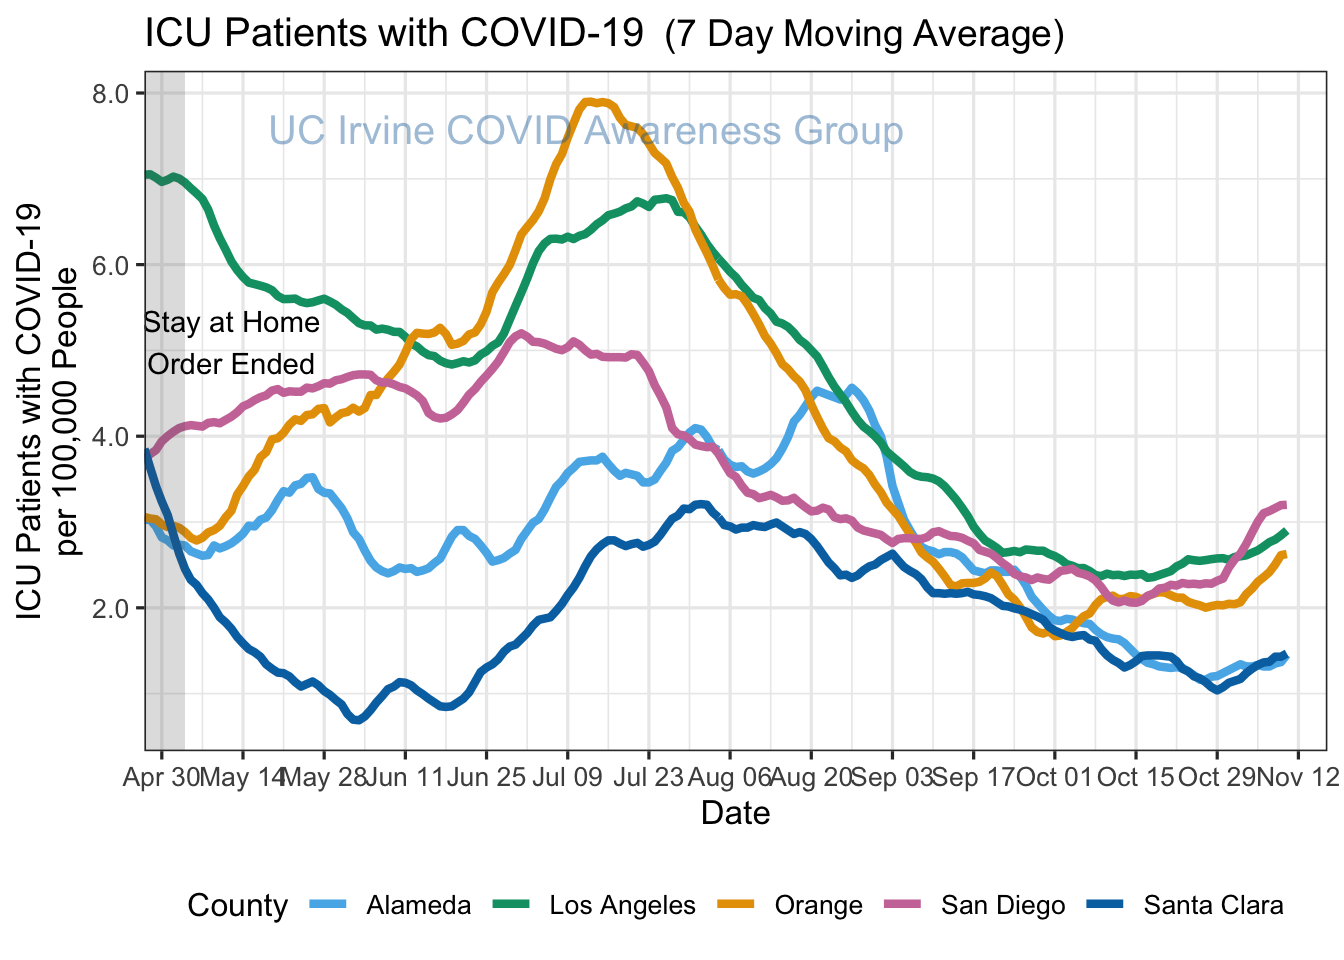 ICU Patients with COVID-19  (7 Day Moving Average)
UC Irvine COVID Awareness Group
ICU Patients with COVID-19
per 100,000 People
8.0
6.0
4.0
2.0
Stay at Home
Order Ended
Apr 30 May 14 May 28 Jun 11 Jun 25 Jul 09 Jul 23 Aug 06 Aug 20 Sep 03 Sep 17 Oct 01 Oct 15 Oct 29 Nov 12
Date
County Alameda Los Angeles Orange San Diego Santa Clara